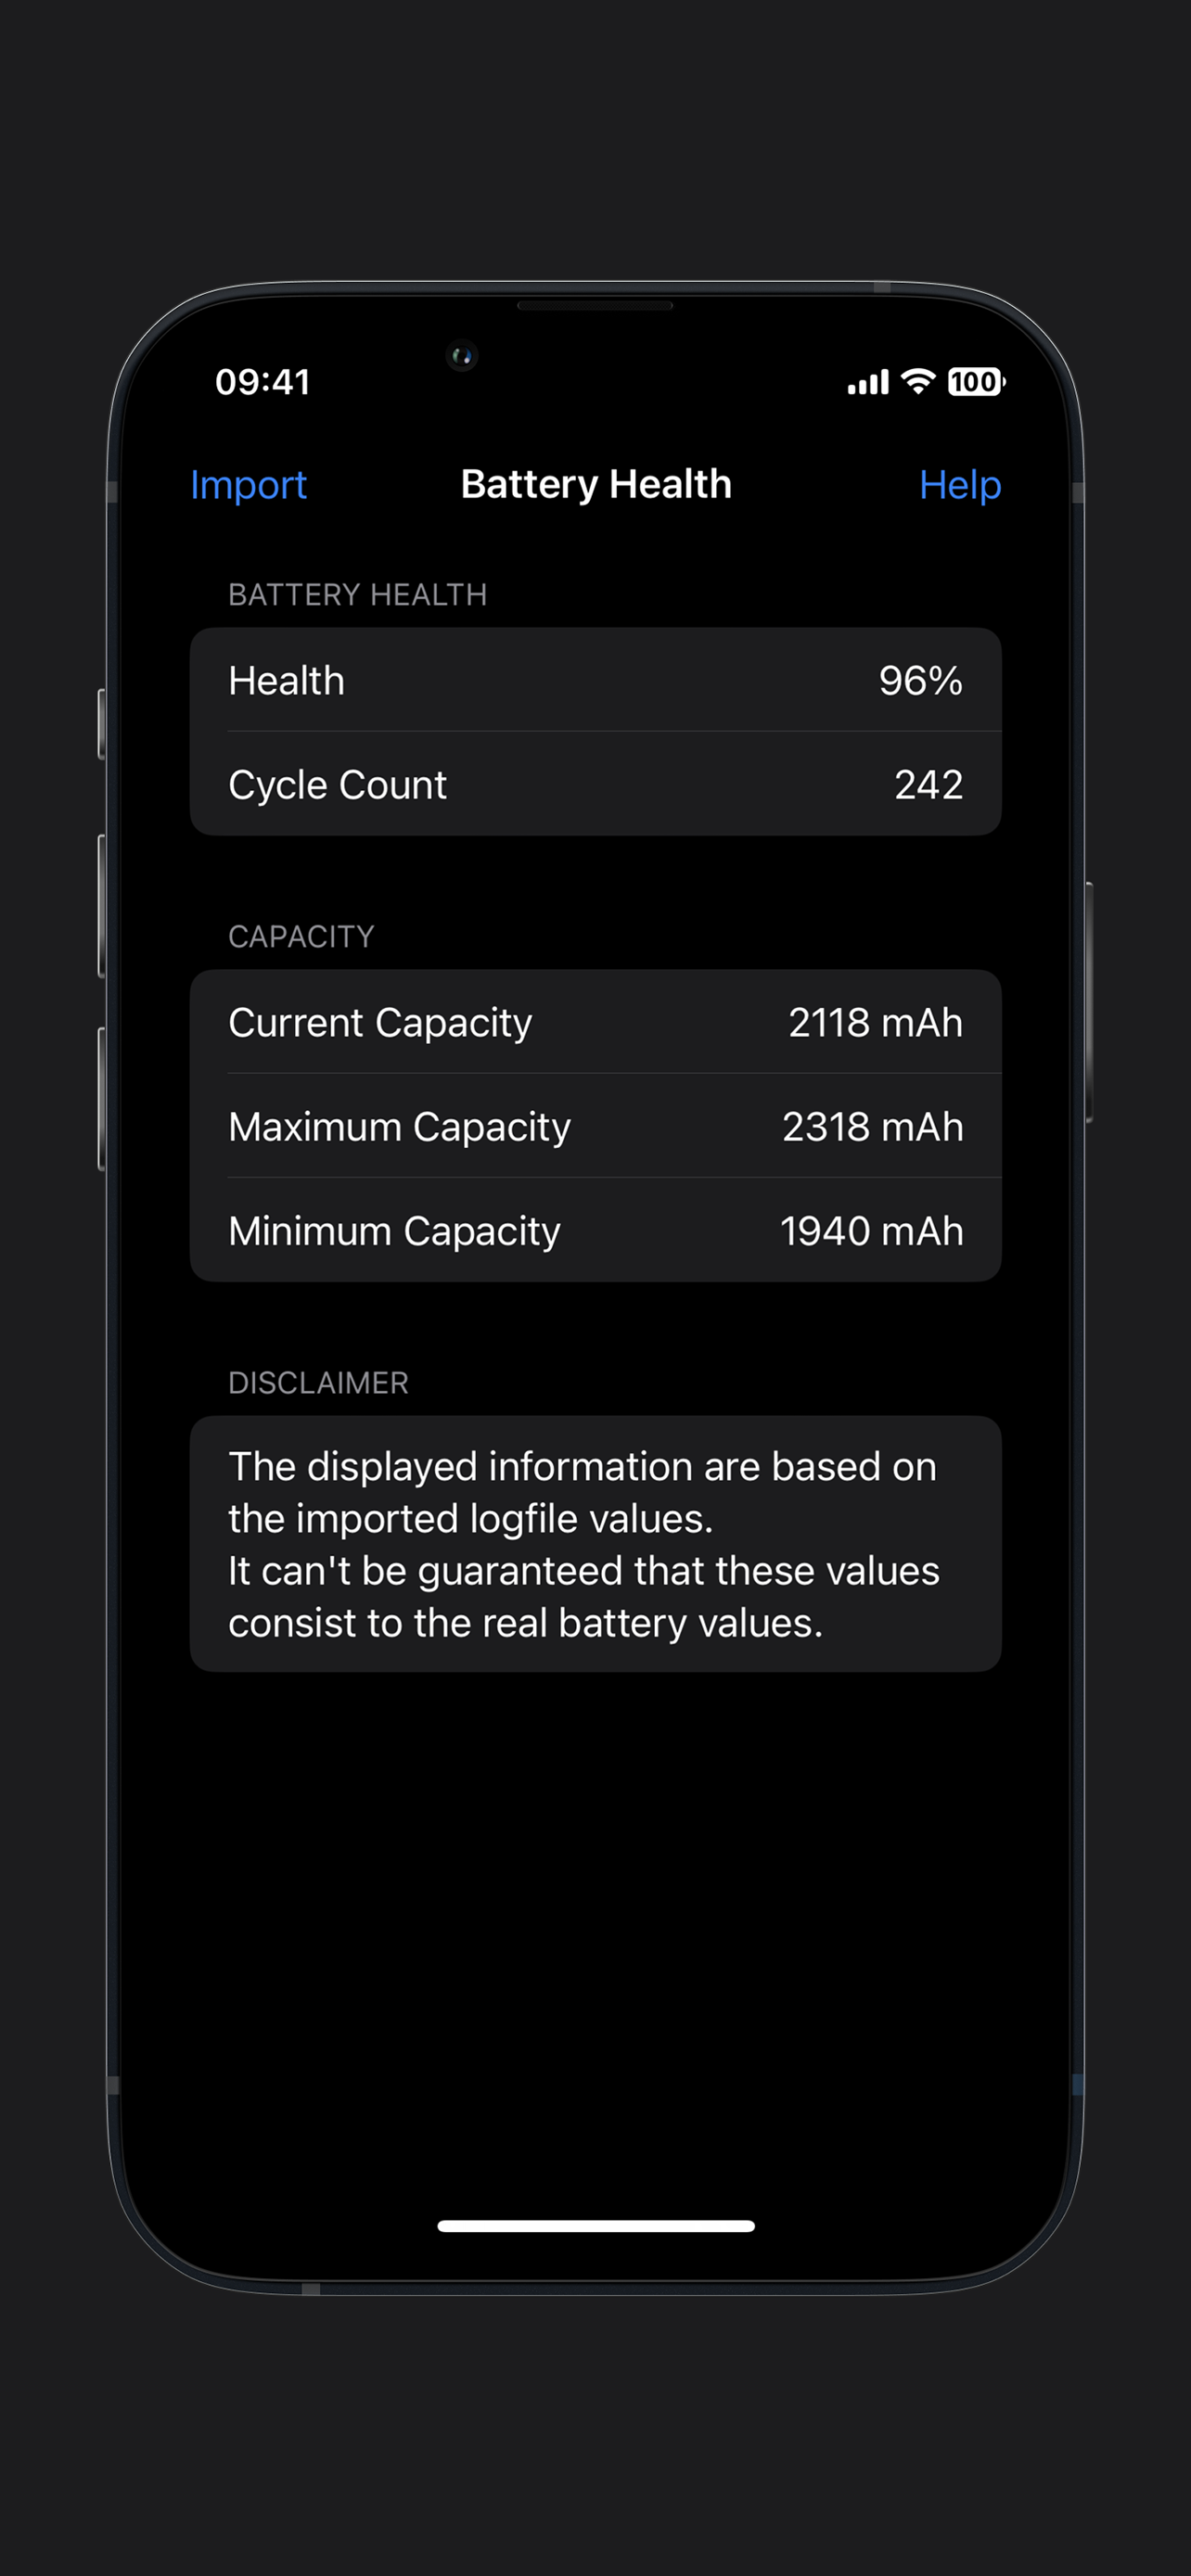 09:41 100
Import Battery Health Help
BATTERY HEALTH
Health 96%
Cycle Count 242
CAPACITY
Current Capacity 2118 mAh
Maximum Capacity 2318 mAh
Minimum Capacity 1940 mAh
DISCLAIMER
The displayed information are based on
the imported logfile values.
It can't be guaranteed that these values
consist to the real battery values.